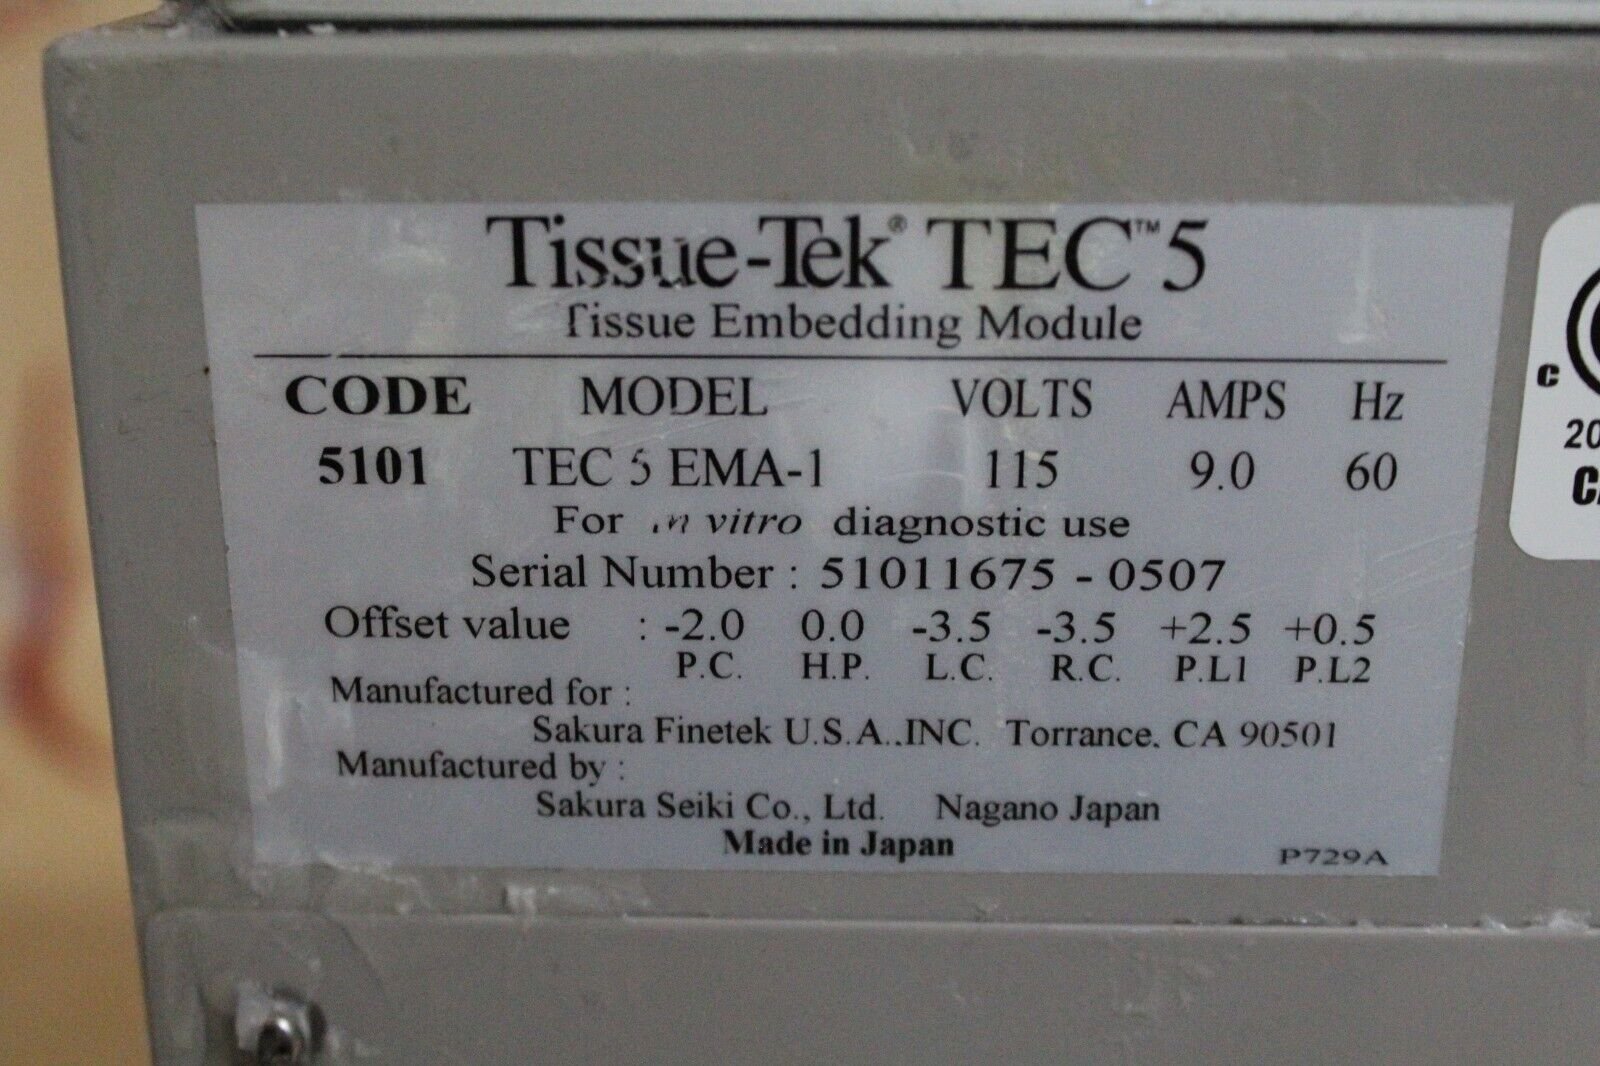 Tissue-Tek® TEC™ 5
Tissue Embedding Module
CODE MODEL VOLTS AMPS Hz
5101 TEC 5 EMA-1 115 9.0 60
For in vitro diagnostic use
Serial Number : 51011675 - 0507
Offset value : -2.0 0.0 -3.5 -3.5 +2.5 +0.5
P.C. H.P. L.C. R.C. P.L1 P.L2
Manufactured for :
Sakura Finetek U.S.A.,INC. Torrance, CA 90501
Manufactured by :
Sakura Seiki Co., Ltd. Nagano Japan
Made in Japan
P729A
C